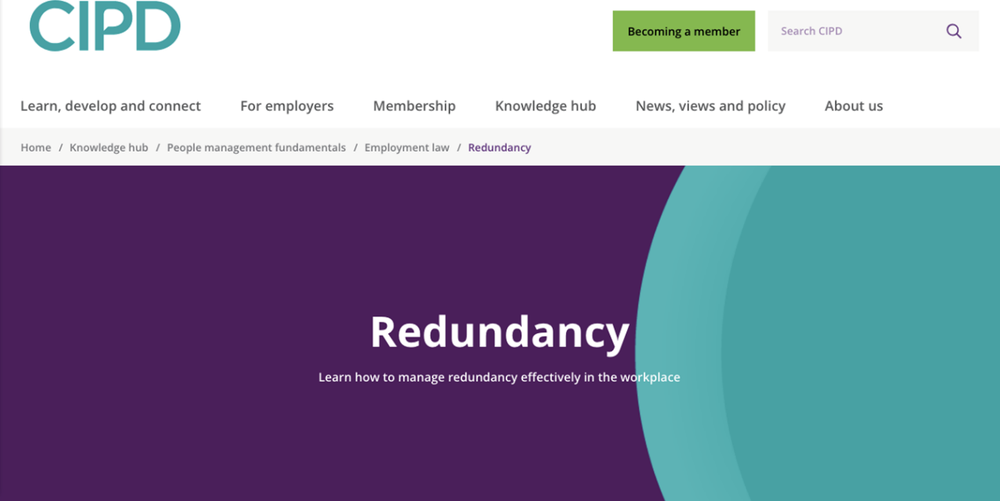 CIPD
Becoming a member
Search CIPD
Learn, develop and connect
For employers
Membership
Knowledge hub
News, views and policy
About us
Home / Knowledge hub / People management fundamentals / Employment law / Redundancy
Redundancy
Learn how to manage redundancy effectively in the workplace